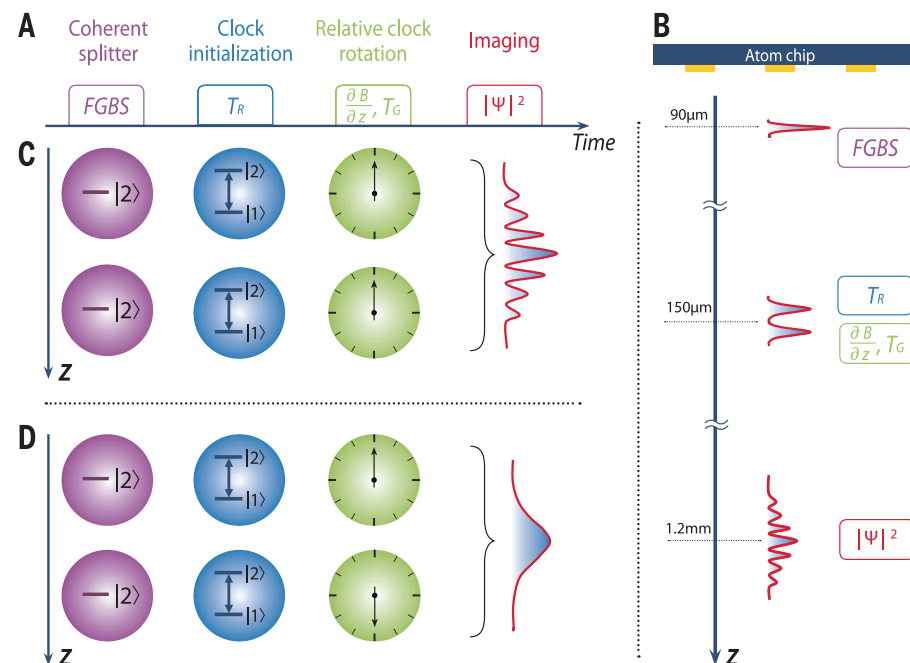 A
Coherent splitter
Clock initialization
Relative clock rotation
Imaging
FGBS
T_R
∂B/∂z, T_G
|Ψ|²
Time
C
|2⟩
|2⟩
|1⟩
|2⟩
|2⟩
|1⟩
z
D
|2⟩
|2⟩
|1⟩
|2⟩
|2⟩
|1⟩
z
B
Atom chip
90μm
FGBS
150μm
T_R
∂B/∂z, T_G
1.2mm
|Ψ|²
z